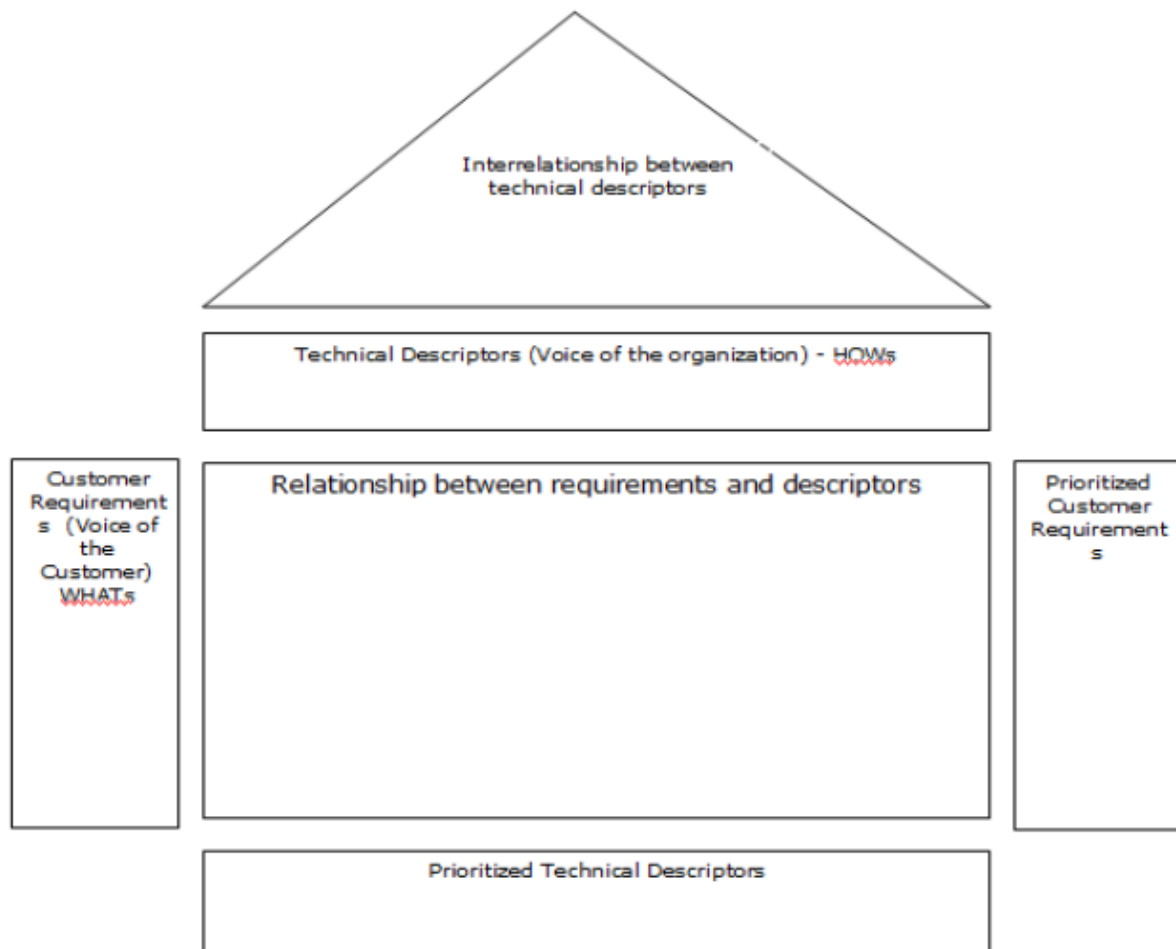 Interrelationship between
technical descriptors
Technical Descriptors (Voice of the organization) - HOWs
Customer
Requirement
s (Voice of
the
Customer)
WHATs
Relationship between requirements and descriptors
Prioritized
Customer
Requirement
s
Prioritized Technical Descriptors